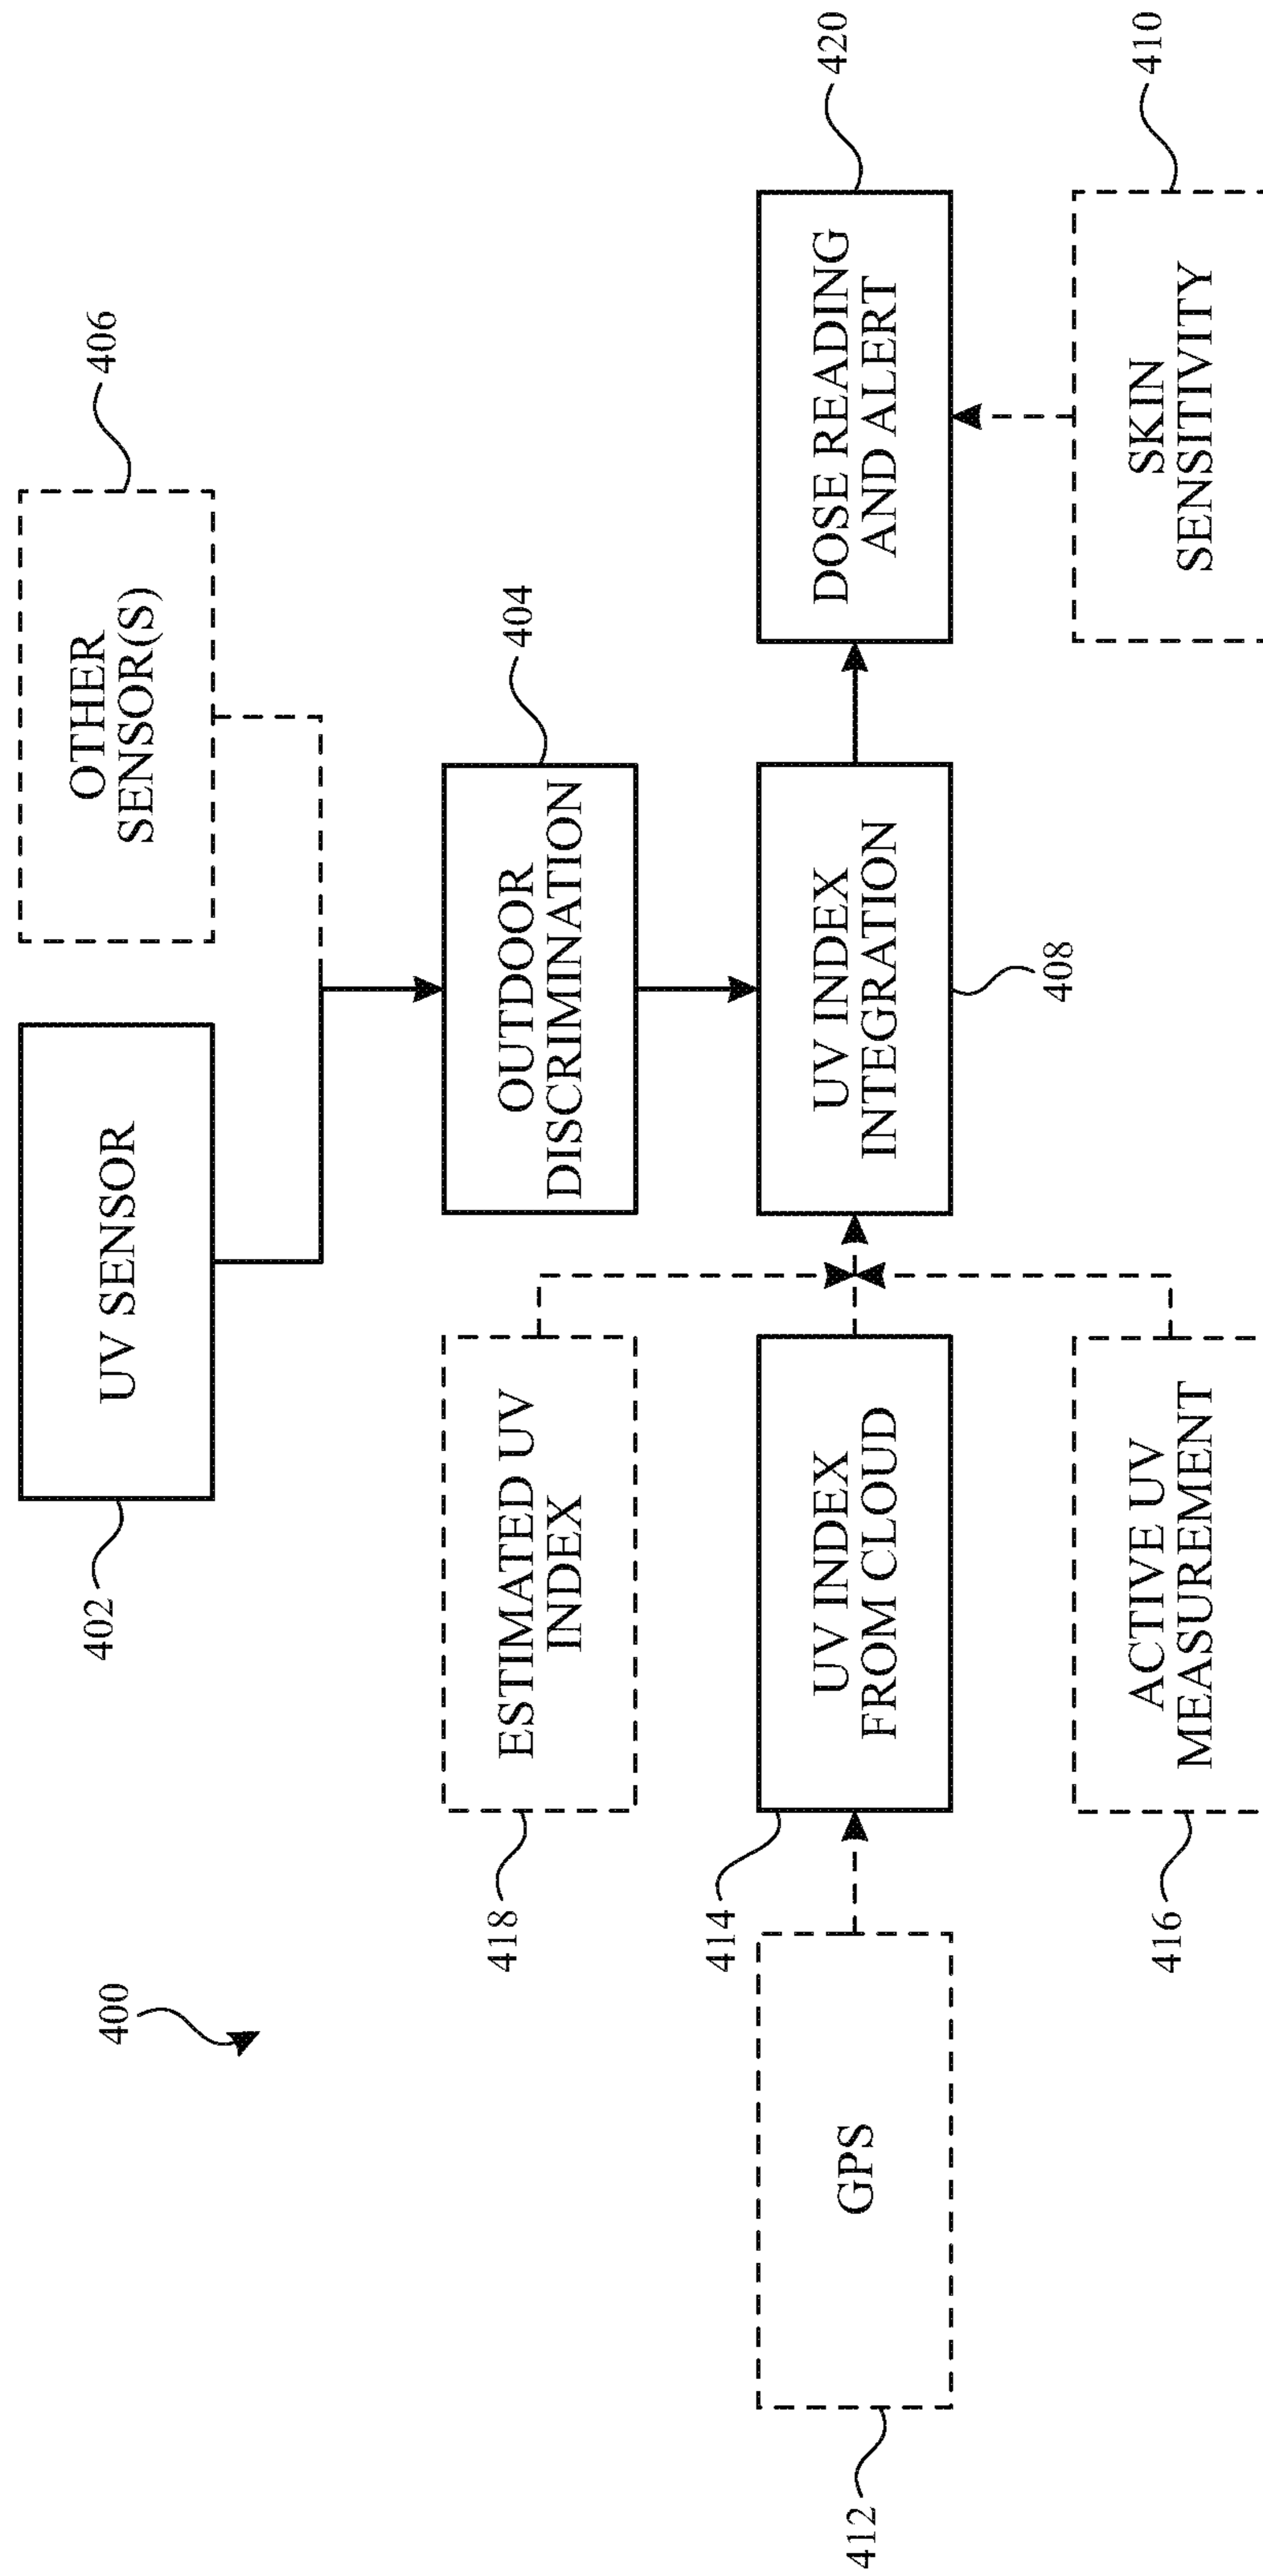 400
402
UV SENSOR
OTHER
SENSOR(S)
406
418
ESTIMATED UV
INDEX
OUTDOOR
DISCRIMINATION
404
412
GPS
414
UV INDEX
FROM CLOUD
UV INDEX
INTEGRATION
408
DOSE READING
AND ALERT
420
416
ACTIVE UV
MEASUREMENT
SKIN
SENSITIVITY
410